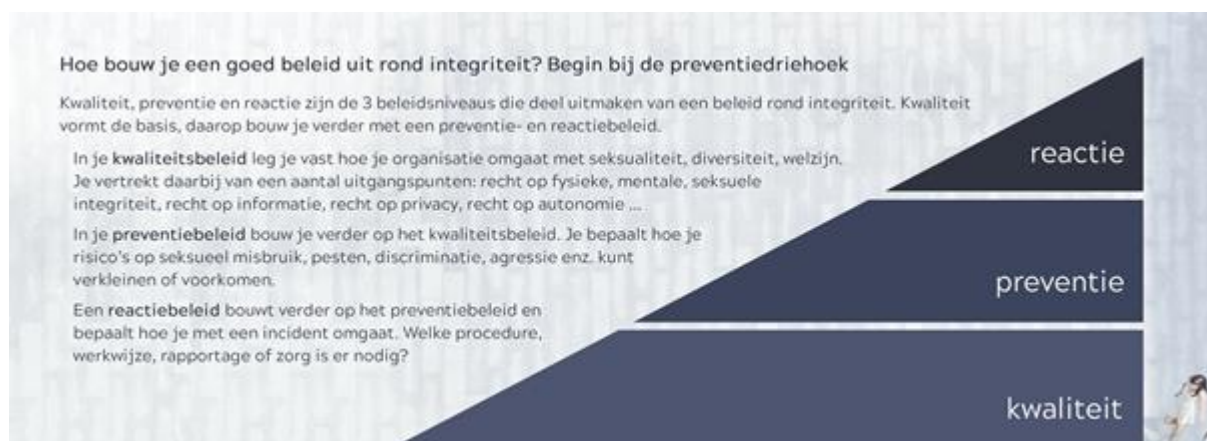 Hoe bouw je een goed beleid uit rond integriteit? Begin bij de preventiedriehoek
Kwaliteit, preventie en reactie zijn de 3 beleidsniveaus die deel uitmaken van een beleid rond integriteit. Kwaliteit
vormt de basis, daarop bouw je verder met een preventie- en reactiebeleid.
In je kwaliteitsbeleid leg je vast hoe je organisatie omgaat met seksualiteit, diversiteit, welzijn.
Je vertrekt daarbij van een aantal uitgangspunten: recht op fysieke, mentale, seksuele
integriteit, recht op informatie, recht op privacy, recht op autonomie ...
In je preventiebeleid bouw je verder op het kwaliteitsbeleid. Je bepaalt hoe je
risico's op seksueel misbruik, pesten, discriminatie, agressie enz. kunt
verkleinen of voorkomen.
Een reactiebeleid bouwt verder op het preventiebeleid en
bepaalt hoe je met een incident omgaat. Welke procedure,
werkwijze, rapportage of zorg is er nodig?
reactie
preventie
kwaliteit